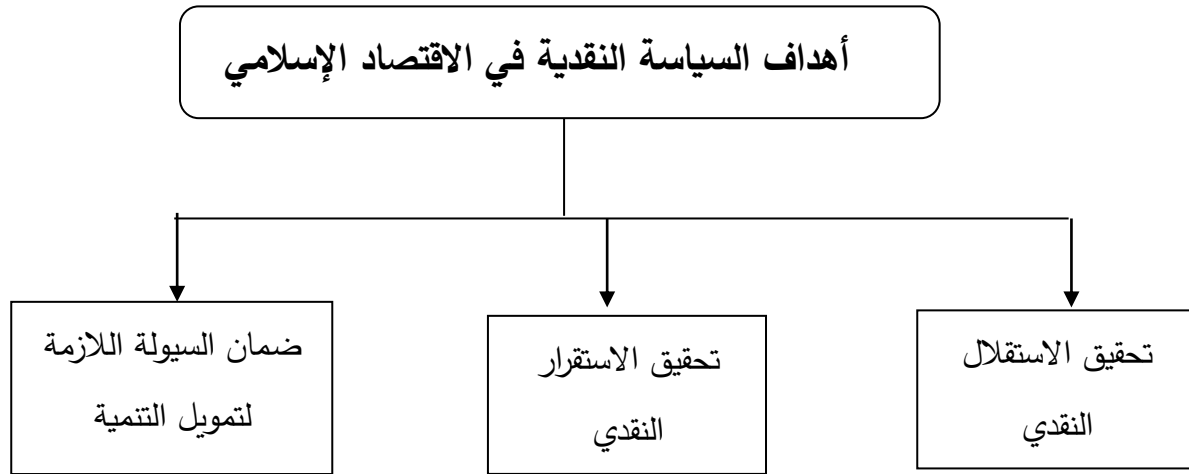 أهداف السياسة النقدية في الاقتصاد الإسلامي
تحقيق الاستقلال
النقدي
تحقيق الاستقرار
النقدي
ضمان السيولة اللازمة
لتمويل التنمية